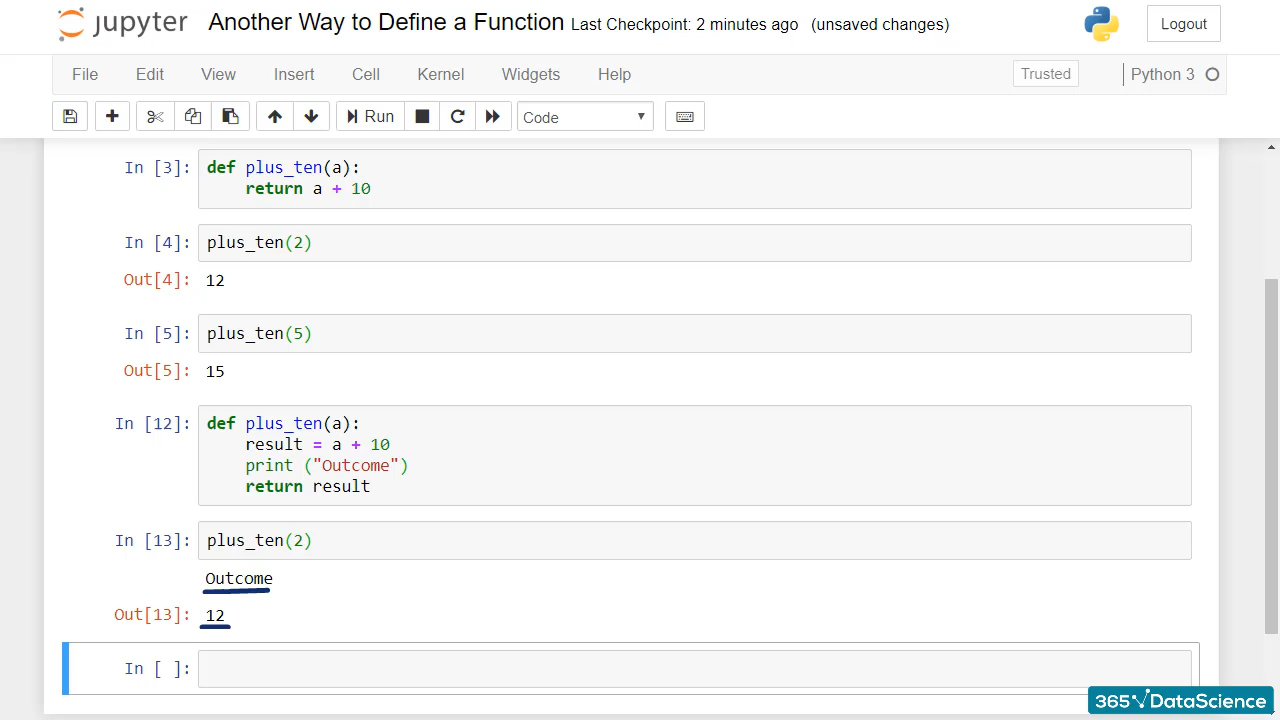 jupyter Another Way to Define a Function Last Checkpoint: 2 minutes ago (unsaved changes) Logout
File Edit View Insert Cell Kernel Widgets Help Trusted Python 3
Run Code
In [3]: def plus_ten(a):
    return a + 10
In [4]: plus_ten(2)
Out[4]: 12
In [5]: plus_ten(5)
Out[5]: 15
In [12]: def plus_ten(a):
    result = a + 10
    print ("Outcome")
    return result
In [13]: plus_ten(2)
Outcome
Out[13]: 12
In [ ]:
365 DataScience